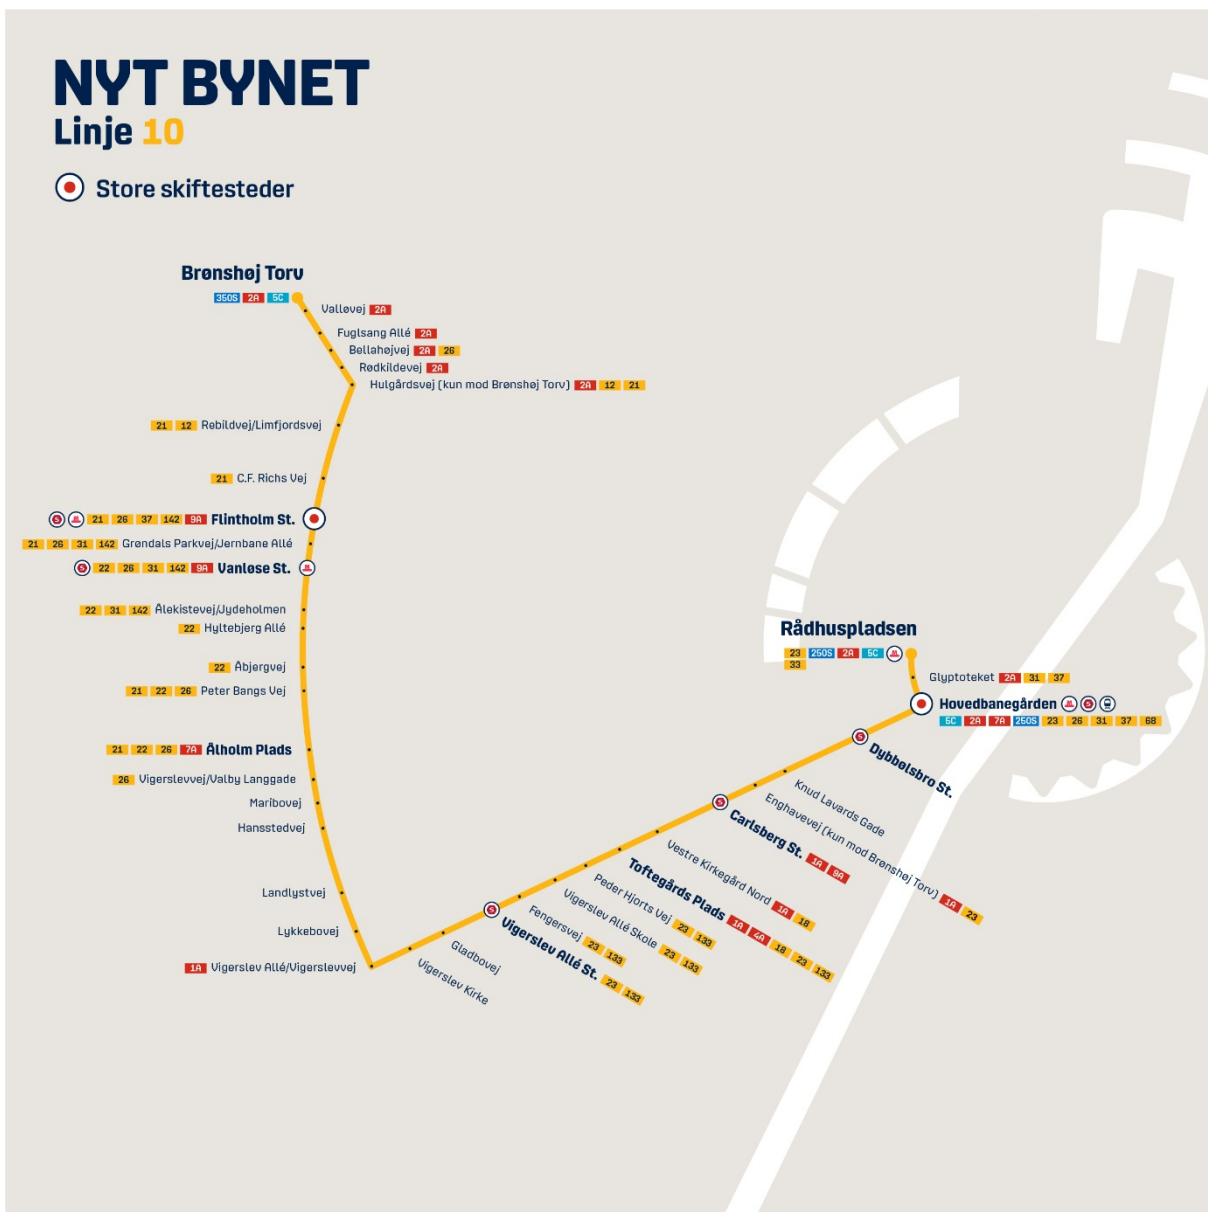 NYT BYNET
Linje 10
Store skiftesteder
Brønshøj Torv
350S 2A 5C
Valløvej 2A
Fuglsang Allé 2A
Bellahøjvej 2A 26
Rødkildevej 2A
Hulgårdsvej (kun mod Brønshøj Torv) 2A 12 21
21 12 Rebildvej/Limfjordsvej
21 C.F. Richs Vej
S M 21 26 37 142 9A Flintholm St.
21 26 31 142 Grøndals Parkvej/Jernbane Allé
S 22 26 31 142 9A Vanløse St. M
22 31 142 Ålekistevej/Jydeholmen
22 Hyltebjerg Allé
22 Åbjergvej
21 22 26 Peter Bangs Vej
21 22 26 7A Ålholm Plads
26 Vigerslevvej/Valby Langgade
Maribovej
Hansstedvej
Landlystvej
Lykkebovej
1A Vigerslev Allé/Vigerslevvej
Vigerslev Kirke
Gladbovej
S Vigerslev Allé St. 23 133
Fengersvej 23 133
Vigerslev Allé Skole 23 133
Peder Hjorts Vej 23 133
Toftegårds Plads 1A 4A 18 23 133
Vestre Kirkegård Nord 1A 18
S Carlsberg St. 1A 9A
Enghavevej (kun mod Brønshøj Torv) 1A 23
Knud Lavards Gade
S Dybbølsbro St.
Hovedbanegården M S
5C 2A 7A 250S 23 26 31 37 68
Glyptoteket 2A 31 37
Rådhuspladsen
23 250S 2A 5C M
33